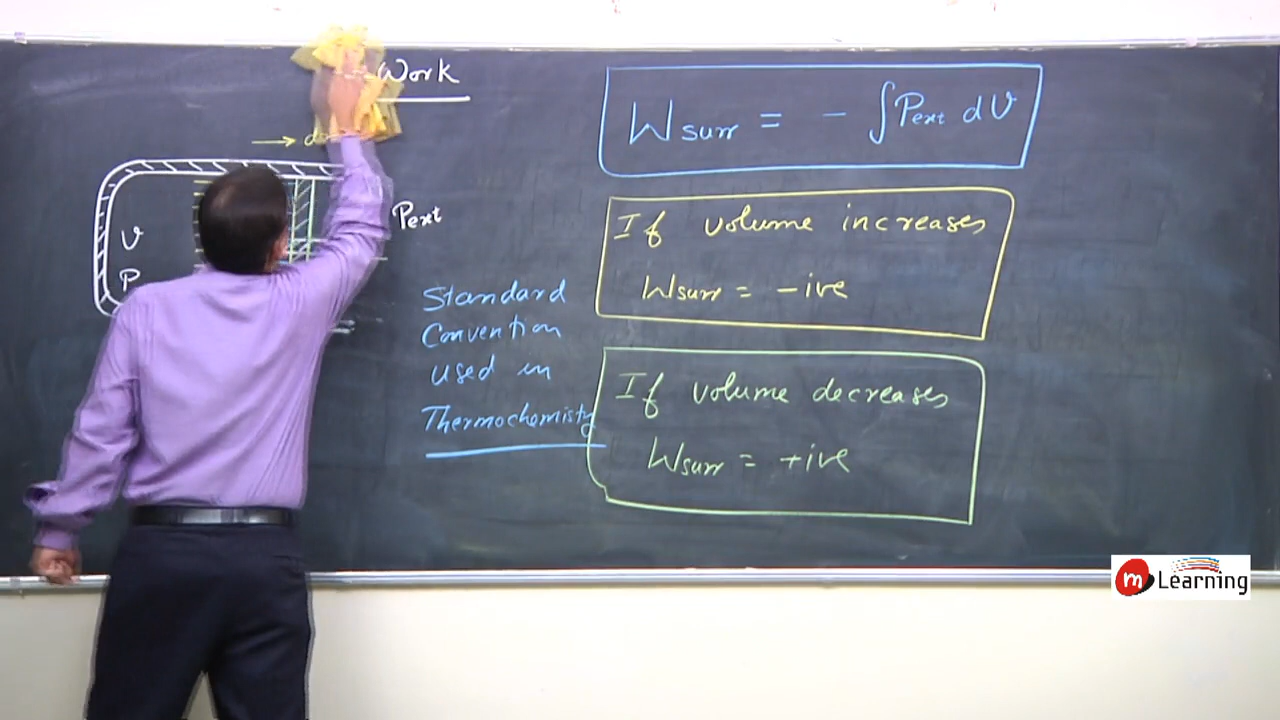 Work
→ d
V
P
Pext
Standard
Convention
used in
Thermochemisty
Wsurr = - ∫Pext dV
If volume increases
Wsurr = -ive
If volume decreases
Wsurr = +ive
m Learning